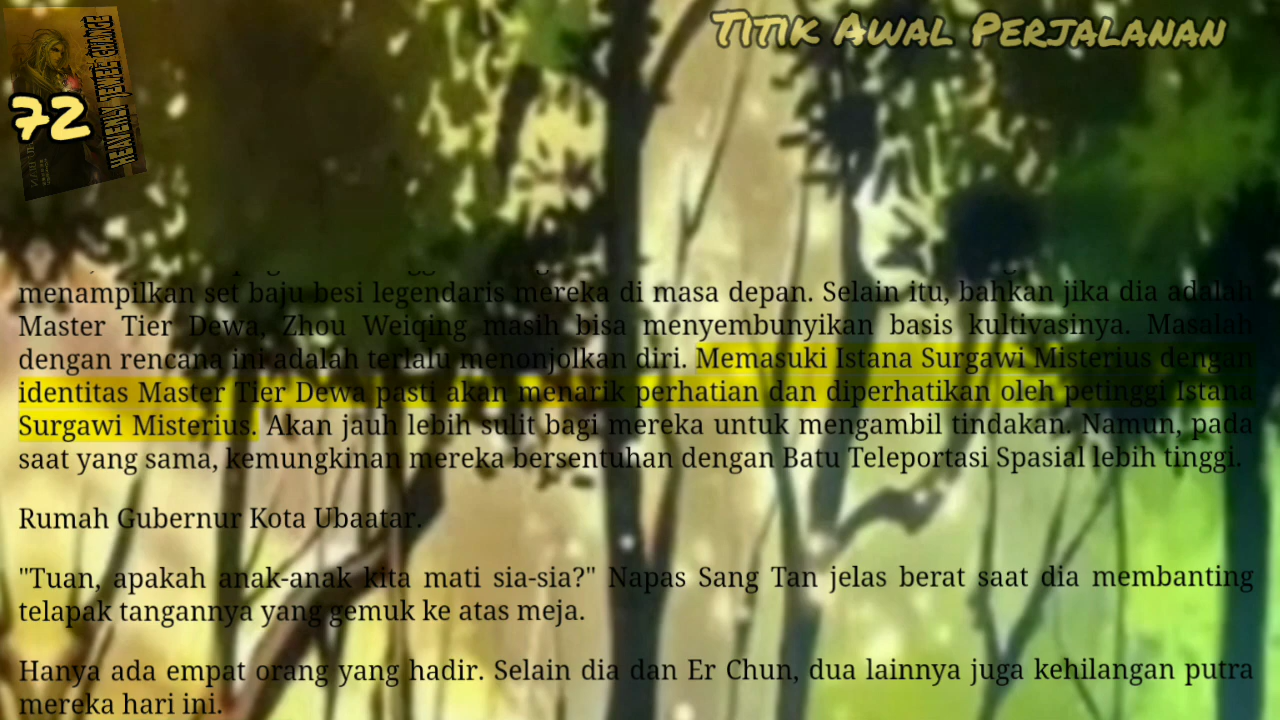 Titik Awal Perjalanan
HEAVENLY JEWEL CHANGE
72
menampilkan set baju besi legendaris mereka di masa depan. Selain itu, bahkan jika dia adalah
Master Tier Dewa, Zhou Weiqing masih bisa menyembunyikan basis kultivasinya. Masalah
dengan rencana ini adalah terlalu menonjolkan diri. Memasuki Istana Surgawi Misterius dengan
identitas Master Tier Dewa pasti akan menarik perhatian dan diperhatikan oleh petinggi Istana
Surgawi Misterius. Akan jauh lebih sulit bagi mereka untuk mengambil tindakan. Namun, pada
saat yang sama, kemungkinan mereka bersentuhan dengan Batu Teleportasi Spasial lebih tinggi.
Rumah Gubernur Kota Ubaatar.
"Tuan, apakah anak-anak kita mati sia-sia?" Napas Sang Tan jelas berat saat dia membanting
telapak tangannya yang gemuk ke atas meja.
Hanya ada empat orang yang hadir. Selain dia dan Er Chun, dua lainnya juga kehilangan putra
mereka hari ini.